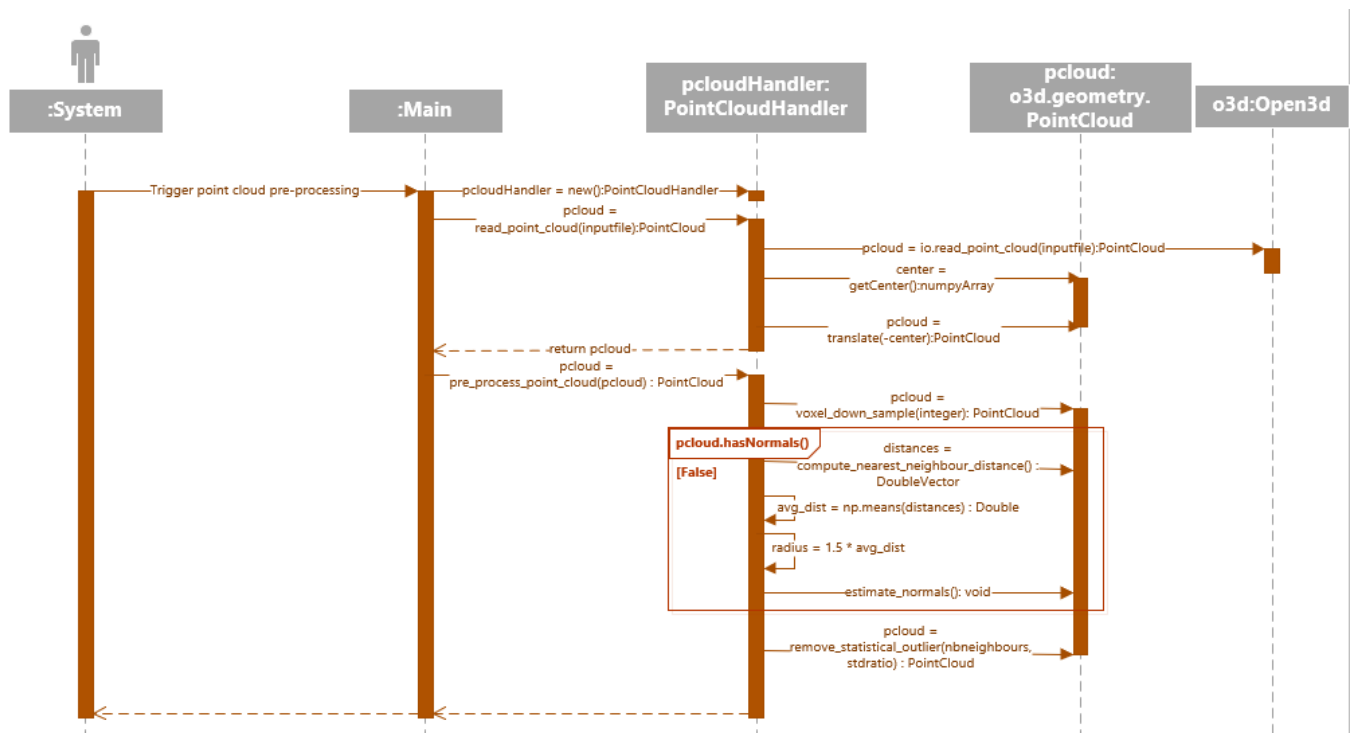 :System
:Main
pcloudHandler:
PointCloudHandler
pcloud:
o3d.geometry.
PointCloud
o3d:Open3d
Trigger point cloud pre-processing
pcloudHandler = new():PointCloudHandler
pcloud =
read_point_cloud(inputfile):PointCloud
pcloud = io.read_point_cloud(inputfile):PointCloud
center =
getCenter():numpyArray
pcloud =
translate(-center):PointCloud
return pcloud
pcloud =
pre_process_point_cloud(pcloud) : PointCloud
pcloud =
voxel_down_sample(integer): PointCloud
pcloud.hasNormals()
[False]
distances =
compute_nearest_neighbour_distance() :
DoubleVector
avg_dist = np.means(distances) : Double
radius = 1.5 * avg_dist
estimate_normals(): void
pcloud =
remove_statistical_outlier(nbneighbours,
stdratio) : PointCloud